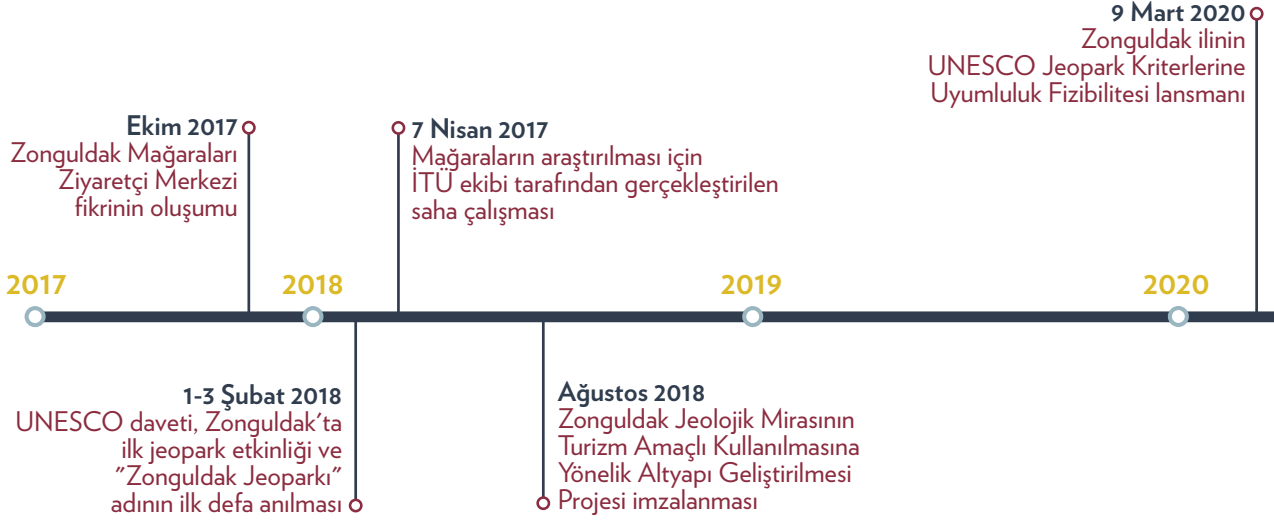 9 Mart 2020
Zonguldak ilinin
UNESCO Jeopark Kriterlerine
Uyumluluk Fizibilitesi lansmanı
Ekim 2017
Zonguldak Mağaraları
Ziyaretçi Merkezi
fikrinin oluşumu
7 Nisan 2017
Mağaraların araştırılması için
İTÜ ekibi tarafından gerçekleştirilen
saha çalışması
2017
2018
2019
2020
1-3 Şubat 2018
UNESCO daveti, Zonguldak'ta
ilk jeopark etkinliği ve
"Zonguldak Jeoparkı"
adının ilk defa anılması
Ağustos 2018
Zonguldak Jeolojik Mirasının
Turizm Amaçlı Kullanılmasına
Yönelik Altyapı Geliştirilmesi
Projesi imzalanması